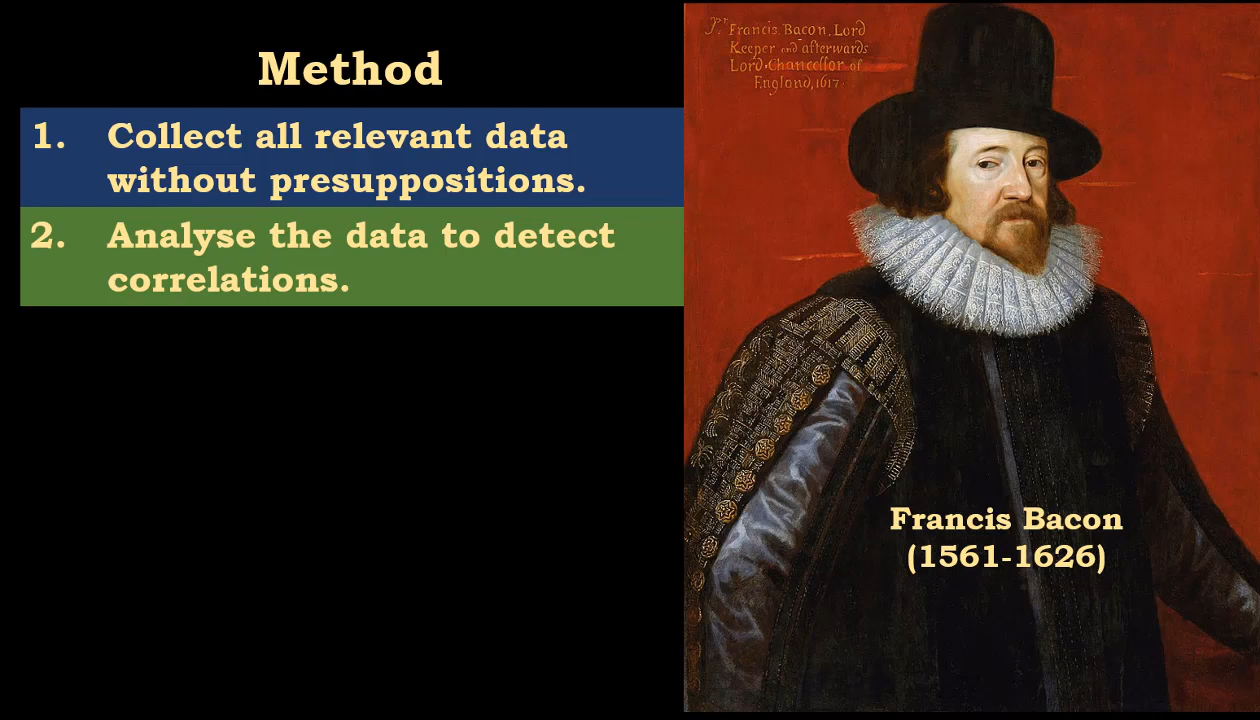 Method
1. Collect all relevant data
without presuppositions.
2. Analyse the data to detect
correlations.
Sr Francis Bacon, Lord
Keeper and afterwards
Lord Chancellor of
England, 1617.
Francis Bacon
(1561-1626)